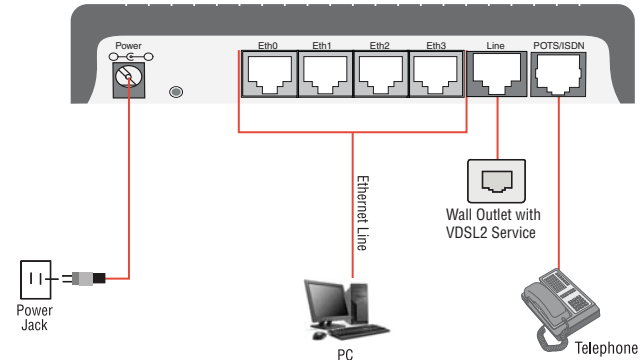 Power
Eth0
Eth1
Eth2
Eth3
Line
POTS/ISDN
Ethernet Line
Wall Outlet with
VDSL2 Service
Power
Jack
PC
Telephone